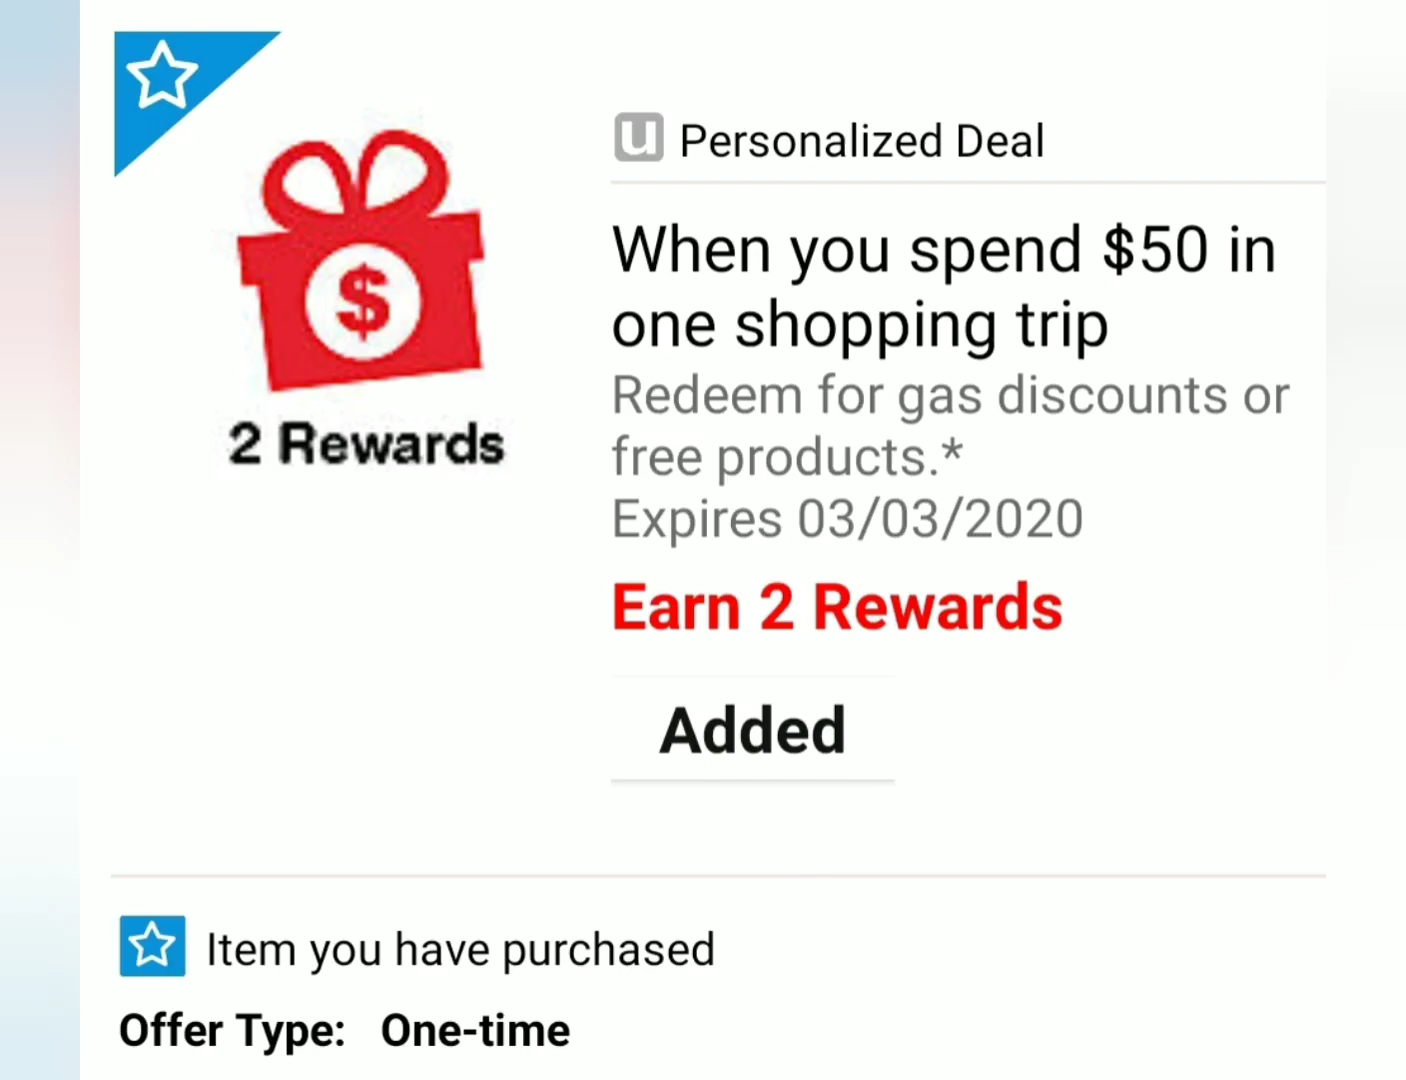 u Personalized Deal
When you spend $50 in
one shopping trip
Redeem for gas discounts or
free products.*
Expires 03/03/2020
Earn 2 Rewards
Added
$
2 Rewards
Item you have purchased
Offer Type: One-time